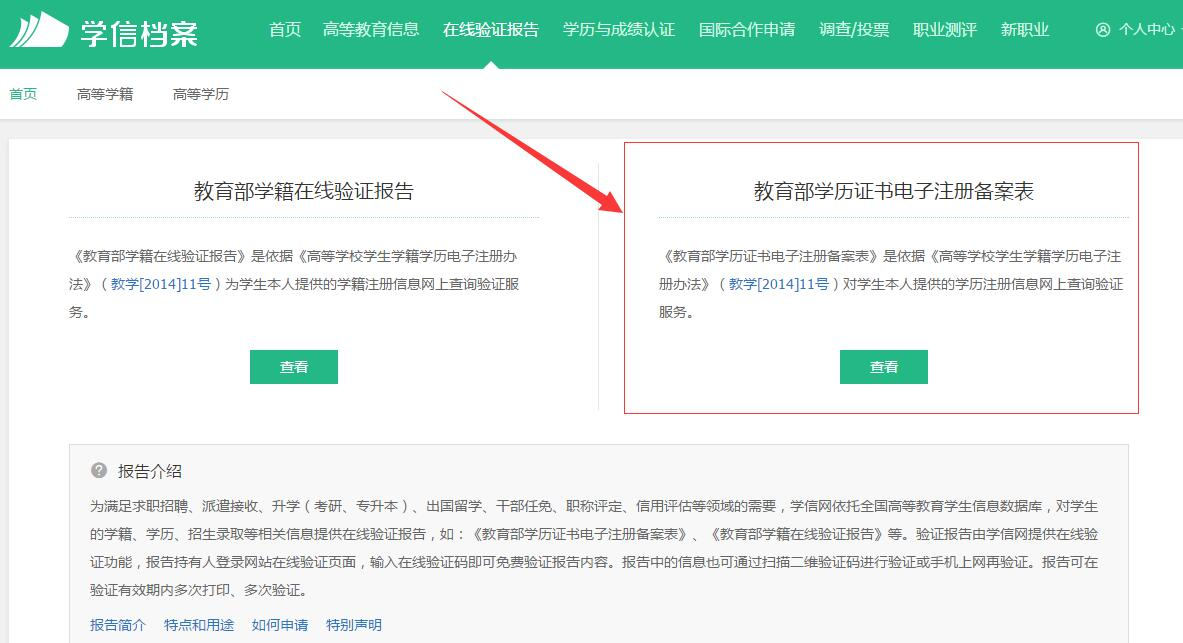 学信档案
首页 高等教育信息 在线验证报告 学历与成绩认证 国际合作申请 调查/投票 职业测评 新职业 个人中心
首页 高等学籍 高等学历
教育部学籍在线验证报告
《教育部学籍在线验证报告》是依据《高等学校学生学籍学历电子注册办
法》（教学[2014]11号）为学生本人提供的学籍注册信息网上查询验证服
务。
查看
教育部学历证书电子注册备案表
《教育部学历证书电子注册备案表》是依据《高等学校学生学籍学历电子注
册办法》（教学[2014]11号）对学生本人提供的学历注册信息网上查询验证
服务。
查看
? 报告介绍
为满足求职招聘、派遣接收、升学（考研、专升本）、出国留学、干部任免、职称评定、信用评估等领域的需要，学信网依托全国高等教育学生信息数据库，对学生
的学籍、学历、招生录取等相关信息提供在线验证报告，如：《教育部学历证书电子注册备案表》、《教育部学籍在线验证报告》等。验证报告由学信网提供在线验
证功能，报告持有人登录网站在线验证页面，输入在线验证码即可免费验证报告内容。报告中的信息也可通过扫描二维验证码进行验证或手机上网再验证。报告可在
验证有效期内多次打印、多次验证。
报告简介 特点和用途 如何申请 特别声明